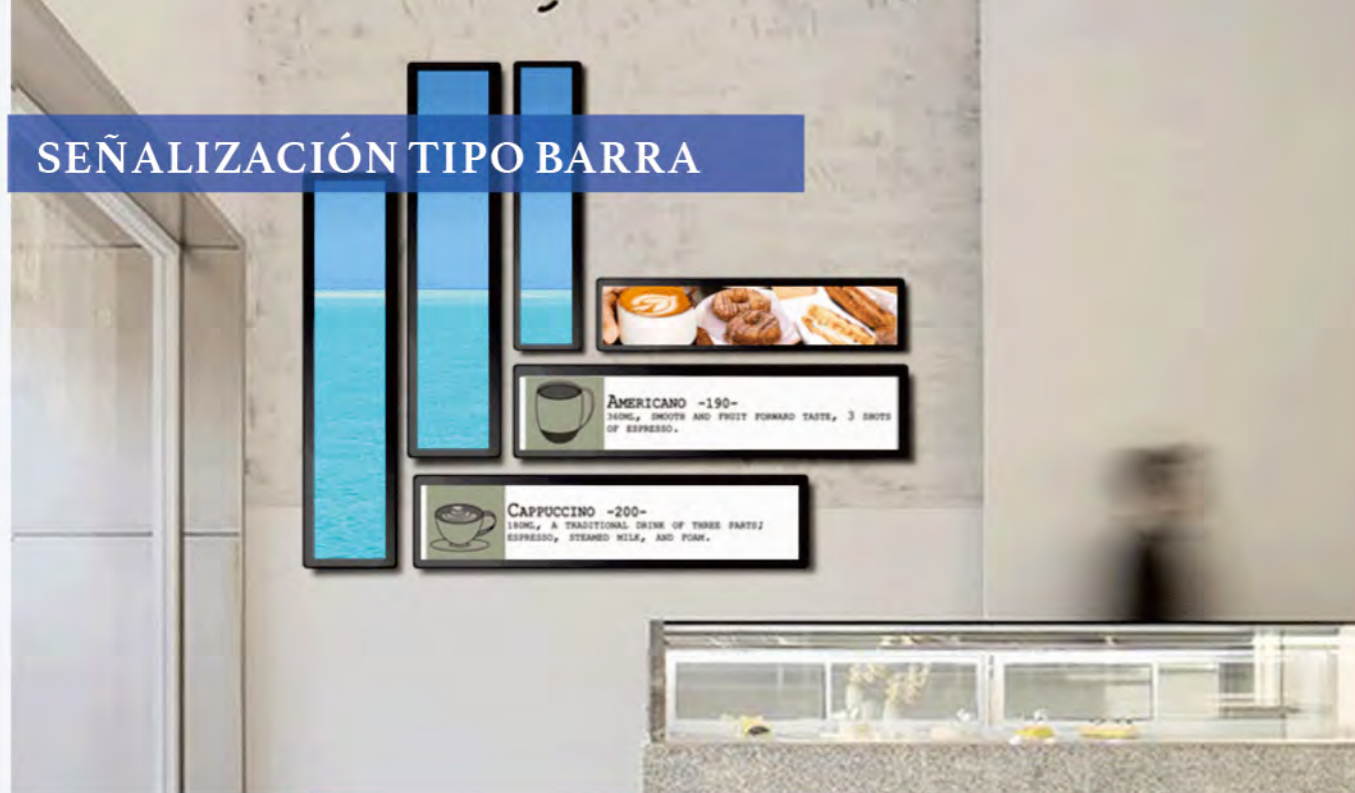 SEÑALIZACIÓN TIPO BARRA
AMERICANO -190-
360ML, SMOOTH AND FRUIT FORWARD TASTE, 3 SHOTS
OF ESPRESSO.
CAPPUCCINO -200-
180ML, A TRADITIONAL DRINK OF THREE PARTS;
ESPRESSO, STEAMED MILK, AND FOAM.